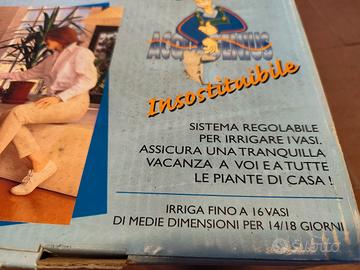 ACQUA GENIUS
Insostituibile
SISTEMA REGOLABILE
PER IRRIGARE I VASI.
ASSICURA UNA TRANQUILLA
VACANZA A VOI E A TUTTE
LE PIANTE DI CASA !
IRRIGA FINO A 16 VASI
DI MEDIE DIMENSIONI PER 14/18 GIORNI
subito